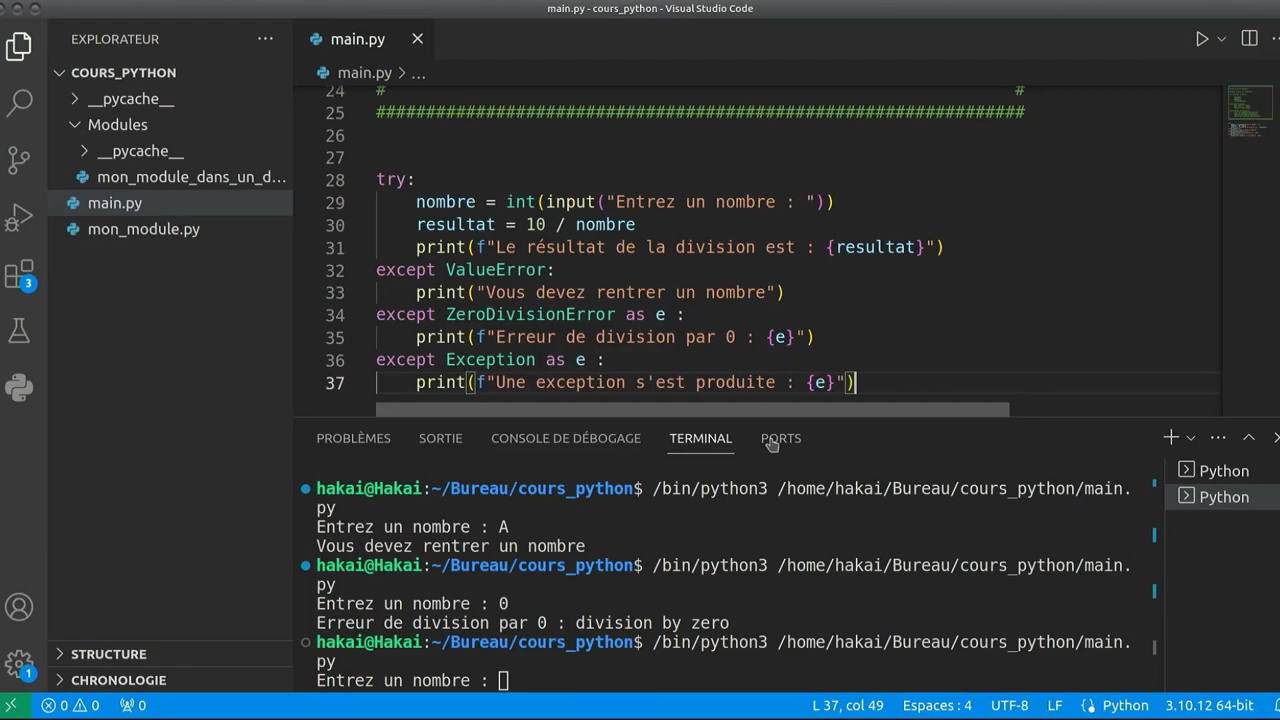 main.py - cours_python - Visual Studio Code
EXPLORATEUR
COURS_PYTHON
__pycache__
Modules
__pycache__
mon_module_dans_un_d...
main.py
mon_module.py
STRUCTURE
CHRONOLOGIE
3
1
main.py
main.py > ...
24 # #
25 #################################################################
26
27
28 try:
29 nombre = int(input("Entrez un nombre : "))
30 resultat = 10 / nombre
31 print(f"Le résultat de la division est : {resultat}")
32 except ValueError:
33 print("Vous devez rentrer un nombre")
34 except ZeroDivisionError as e :
35 print(f"Erreur de division par 0 : {e}")
36 except Exception as e :
37 print(f"Une exception s'est produite : {e}")
PROBLÈMES SORTIE CONSOLE DE DÉBOGAGE TERMINAL PORTS
hakai@Hakai:~/Bureau/cours_python$ /bin/python3 /home/hakai/Bureau/cours_python/main.
py
Entrez un nombre : A
Vous devez rentrer un nombre
hakai@Hakai:~/Bureau/cours_python$ /bin/python3 /home/hakai/Bureau/cours_python/main.
py
Entrez un nombre : 0
Erreur de division par 0 : division by zero
hakai@Hakai:~/Bureau/cours_python$ /bin/python3 /home/hakai/Bureau/cours_python/main.
py
Entrez un nombre :
Python
Python
0 0 0 L 37, col 49 Espaces : 4 UTF-8 LF Python 3.10.12 64-bit